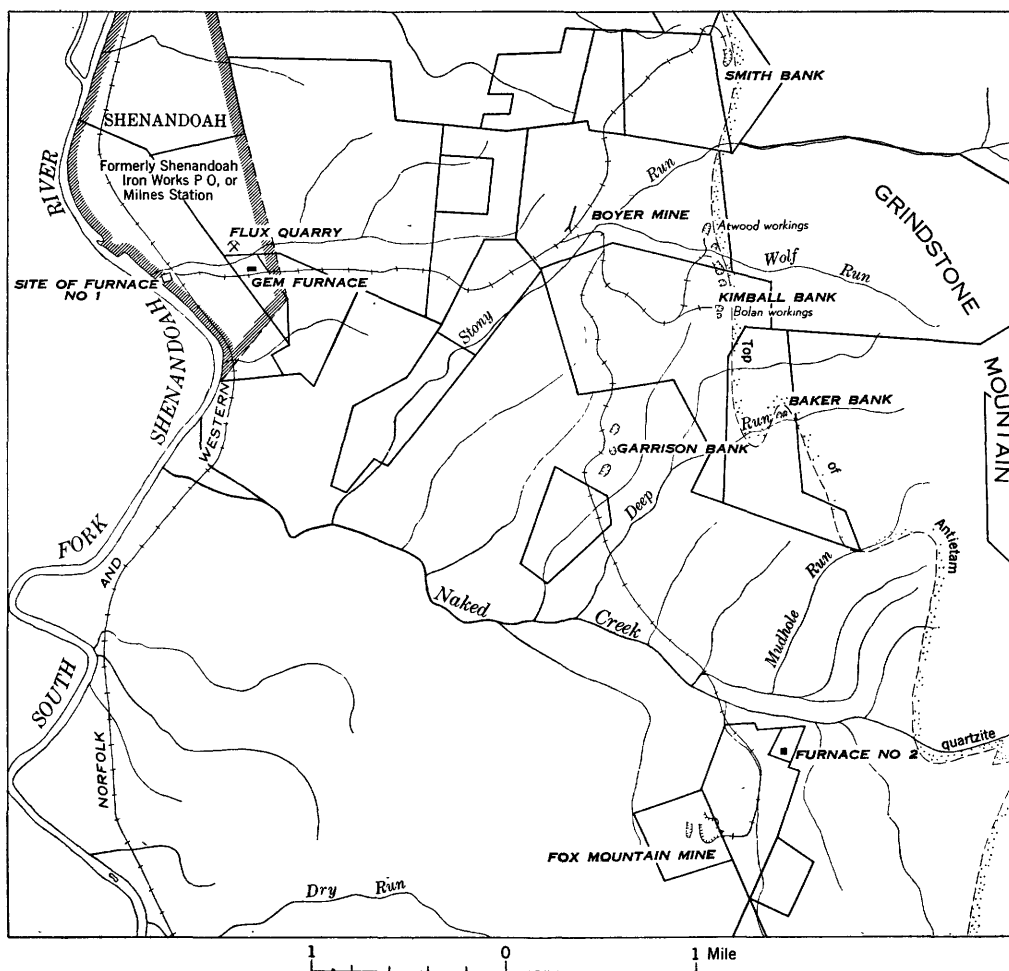 SMITH BANK
SHENANDOAH
Formerly Shenandoah
Iron Works P O, or
Milnes Station
RIVER
Run
GRINDSTONE
BOYER MINE
Atwood workings
FLUX QUARRY
Wolf
Run
SITE OF FURNACE
NO 1
GEM FURNACE
KIMBALL BANK
Bolan workings
SHENANDOAH
Stony
Top
MOUNTAIN
WESTERN
BAKER BANK
Run
GARRISON BANK
of
Deep
FORK
AND
Antietam
Run
Naked
Creek
Mudhole
SOUTH
quartzite
NORFOLK
FURNACE NO 2
FOX MOUNTAIN MINE
Dry Run
1 0 1 Mile